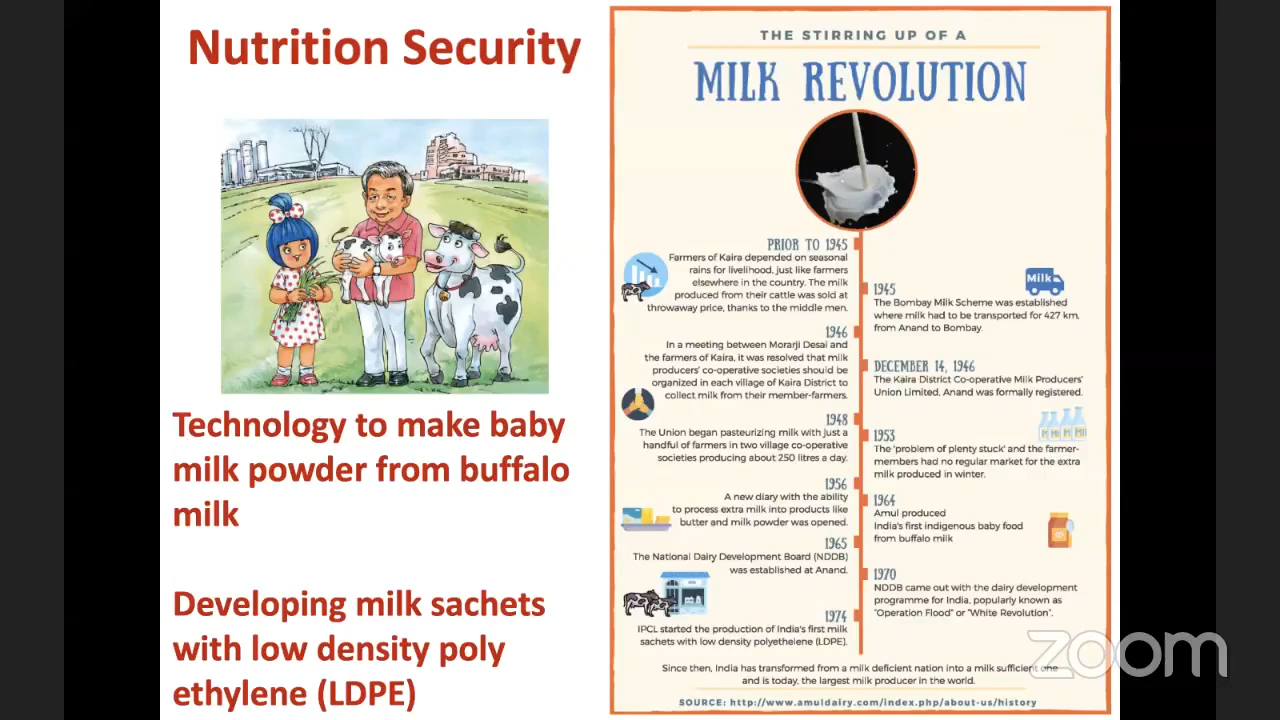 Nutrition Security
Technology to make baby
milk powder from buffalo
milk
Developing milk sachets
with low density poly
ethylene (LDPE)
THE STIRRING UP OF A
MILK REVOLUTION
PRIOR TO 1945
Farmers of Kaira depended on seasonal
rains for livelihood, just like farmers
elsewhere in the country. The milk
produced from their cattle was sold at
throwaway price, thanks to the middle men.
Milk
1945
The Bombay Milk Scheme was established
where milk had to be transported for 427 km,
from Anand to Bombay.
1946
In a meeting between Morarji Desai and
the farmers of Kaira, it was resolved that milk
producers' co-operative societies should be
organized in each village of Kaira District to
collect milk from their member-farmers.
DECEMBER 14, 1946
The Kaira District Co-operative Milk Producers'
Union Limited, Anand was formally registered.
1948
The Union began pasteurizing milk with just a
handful of farmers in two village co-operative
societies producing about 250 litres a day.
1953
The 'problem of plenty stuck' and the farmer-
members had no regular market for the extra
milk produced in winter.
1956
A new diary with the ability
to process extra milk into products like
butter and milk powder was opened.
1964
Amul produced
India's first indigenous baby food
from buffalo milk
1965
The National Dairy Development Board (NDDB)
was established at Anand.
1970
NDDB came out with the dairy development
programme for India, popularly known as
"Operation Flood" or "White Revolution".
1974
IPCL started the production of India's first milk
sachets with low density polyethelene (LDPE).
Since then, India has transformed from a milk deficient nation into a milk sufficient one
and is today, the largest milk producer in the world.
SOURCE: http://www.amuldairy.com/index.php/about-us/history
zoom